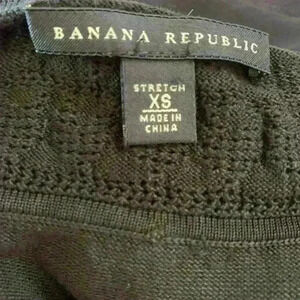 BANANA REPUBLIC
STRETCH
XS
MADE IN
CHINA